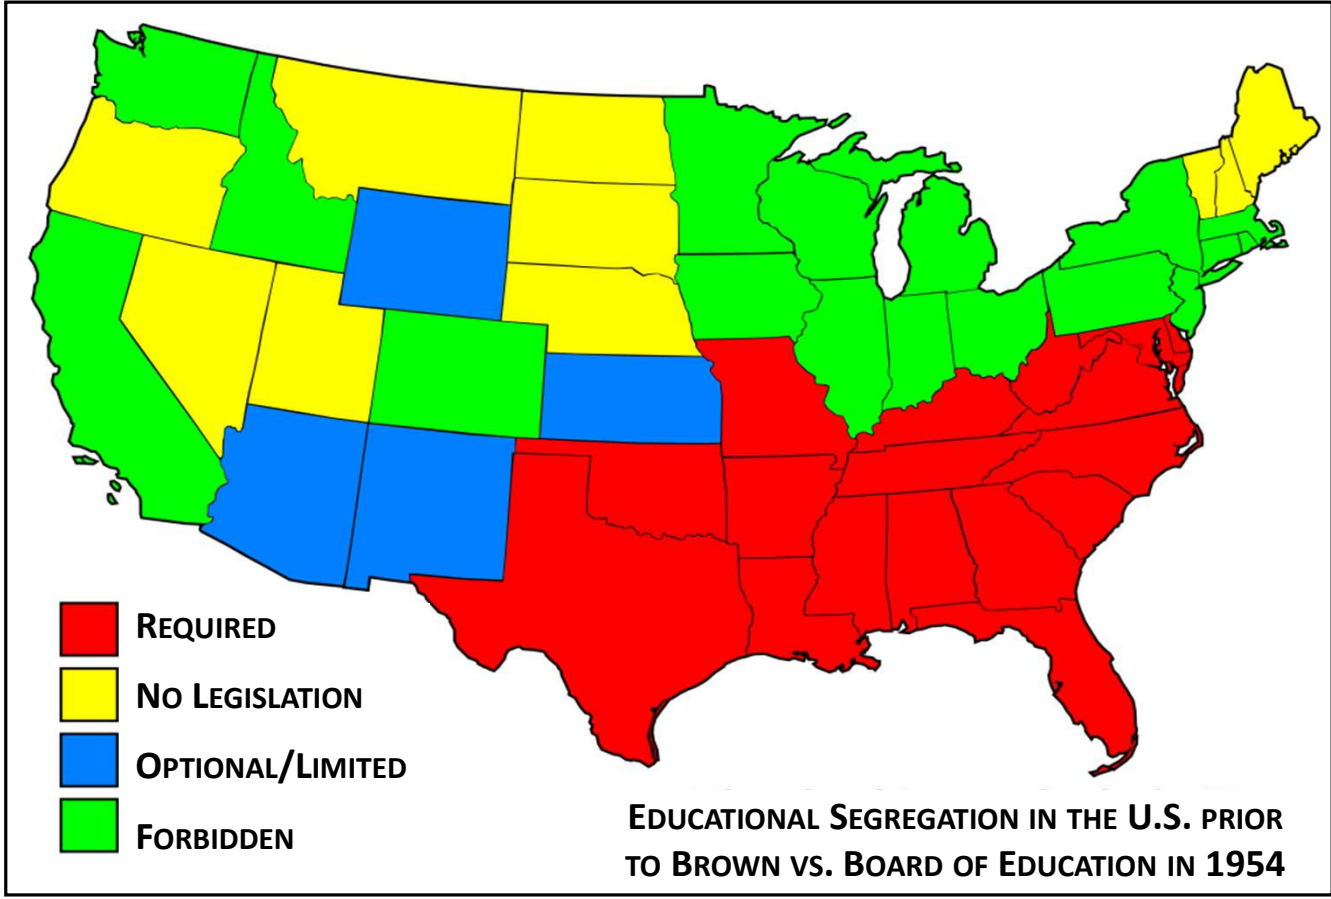 REQUIRED
NO LEGISLATION
OPTIONAL/LIMITED
FORBIDDEN
EDUCATIONAL SEGREGATION IN THE U.S. PRIOR
TO BROWN VS. BOARD OF EDUCATION IN 1954